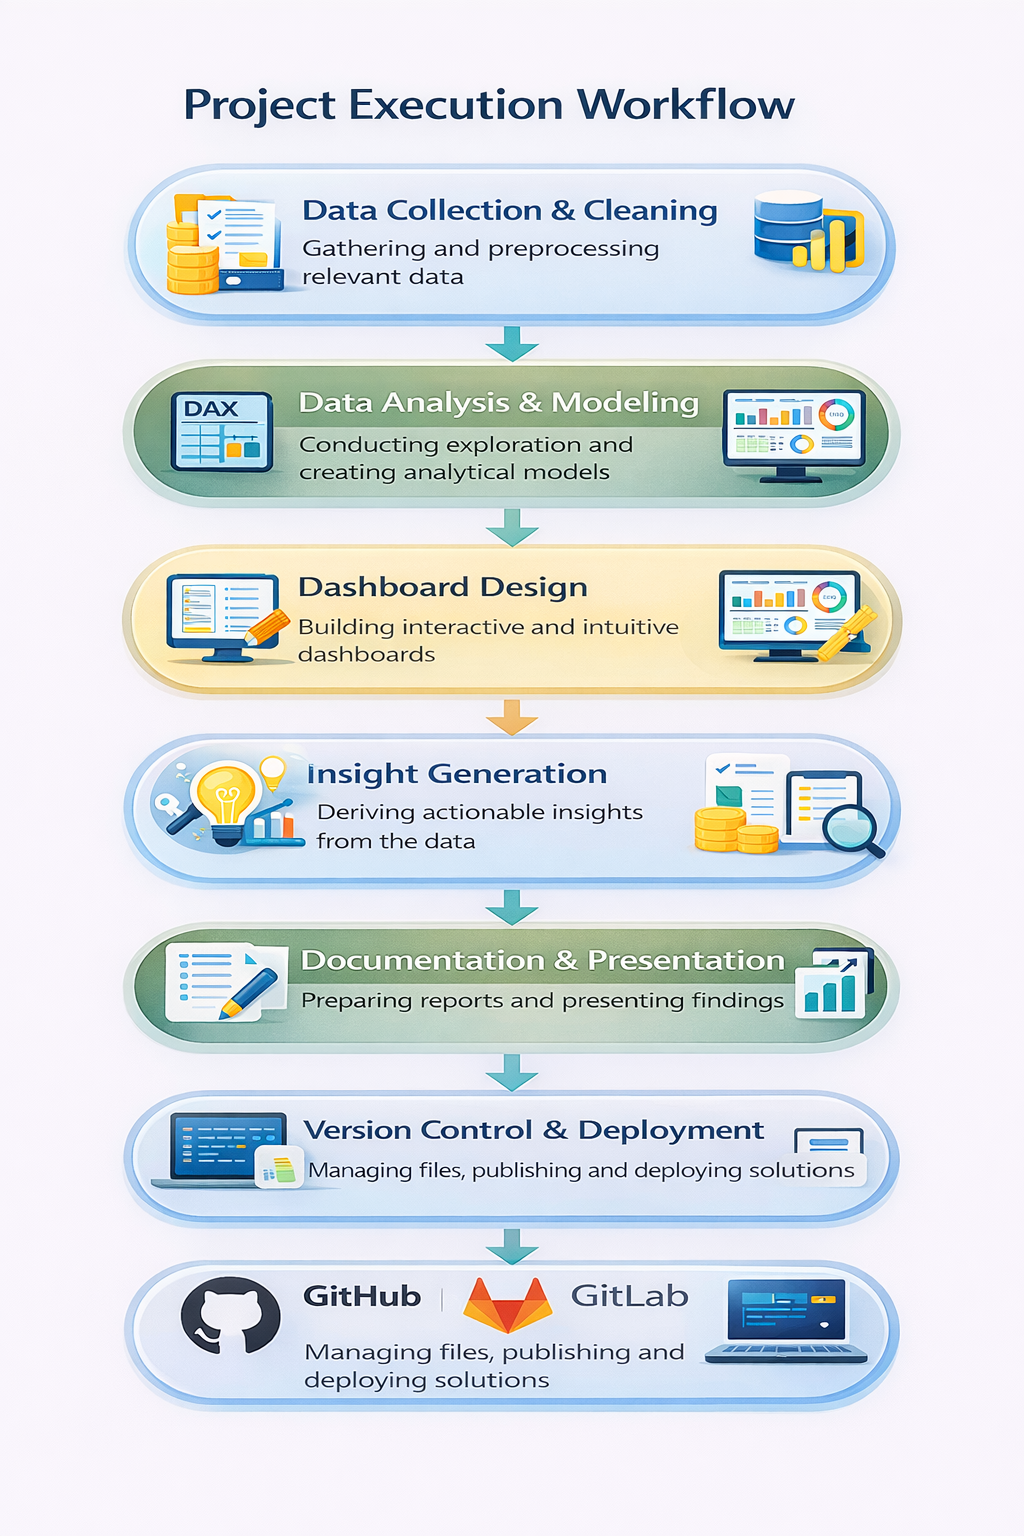 Project Execution Workflow
Data Collection & Cleaning
Gathering and preprocessing
relevant data
DAX
Data Analysis & Modeling
Conducting exploration and
creating analytical models
Dashboard Design
Building interactive and intuitive
dashboards
Insight Generation
Deriving actionable insights
from the data
Documentation & Presentation
Preparing reports and presenting findings
Version Control & Deployment
Managing files, publishing and deploying solutions
GitHub | GitLab
Managing files, publishing and
deploying solutions